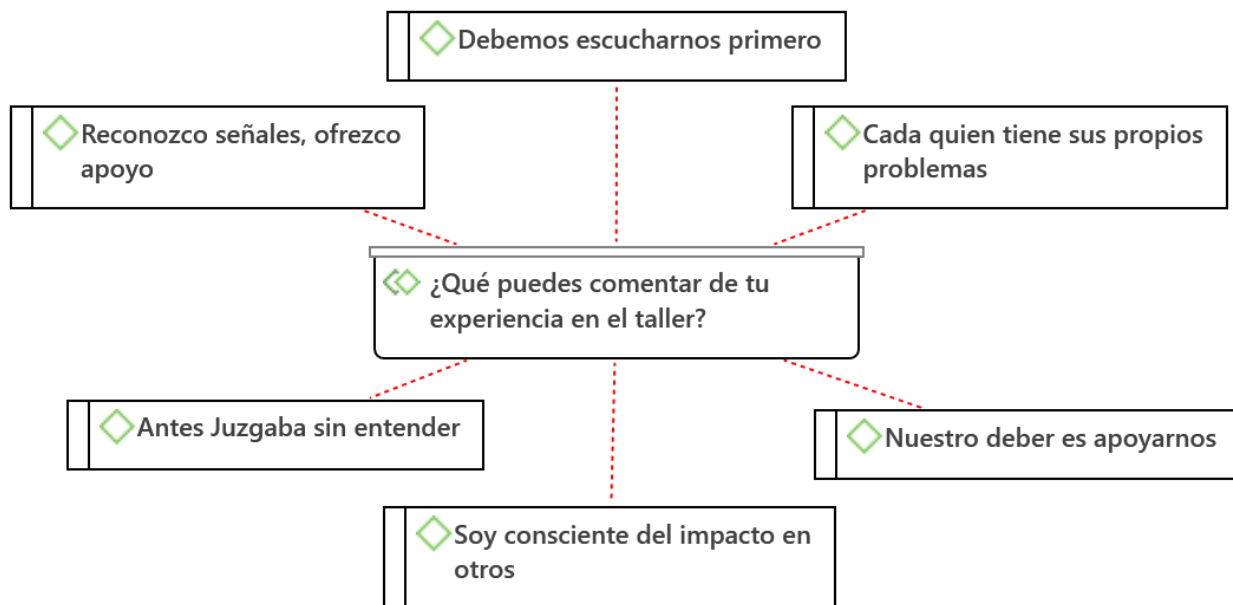 Debemos escucharnos primero
Reconozco señales, ofrezco
apoyo
Cada quien tiene sus propios
problemas
¿Qué puedes comentar de tu
experiencia en el taller?
Antes Juzgaba sin entender
Nuestro deber es apoyarnos
Soy consciente del impacto en
otros